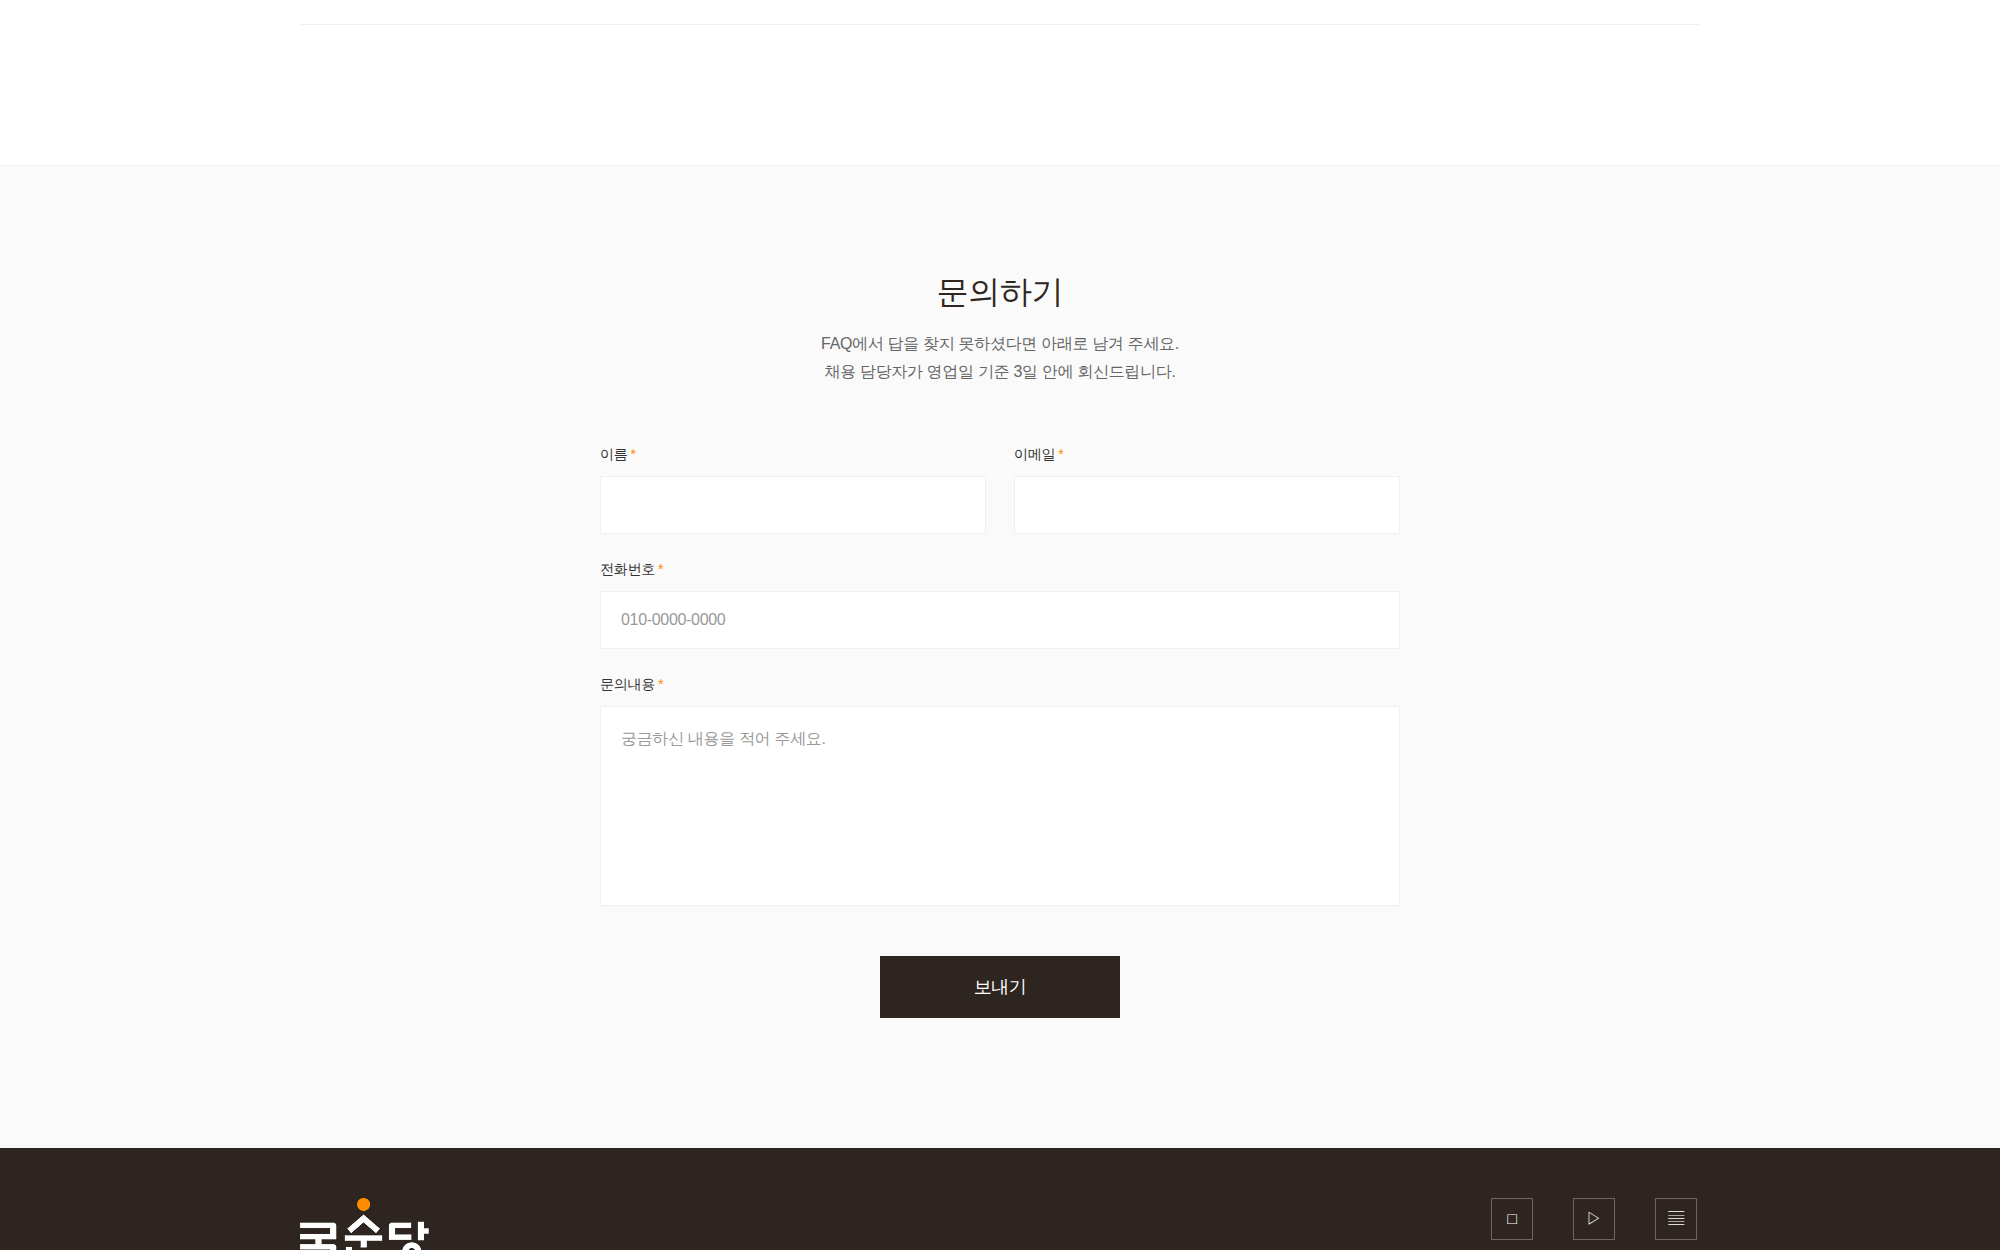 문의하기
FAQ에서 답을 찾지 못하셨다면 아래로 남겨 주세요.
채용 담당자가 영업일 기준 3일 안에 회신드립니다.
이름 *
이메일 *
전화번호 *
010-0000-0000
문의내용 *
궁금하신 내용을 적어 주세요.
보내기
국순당